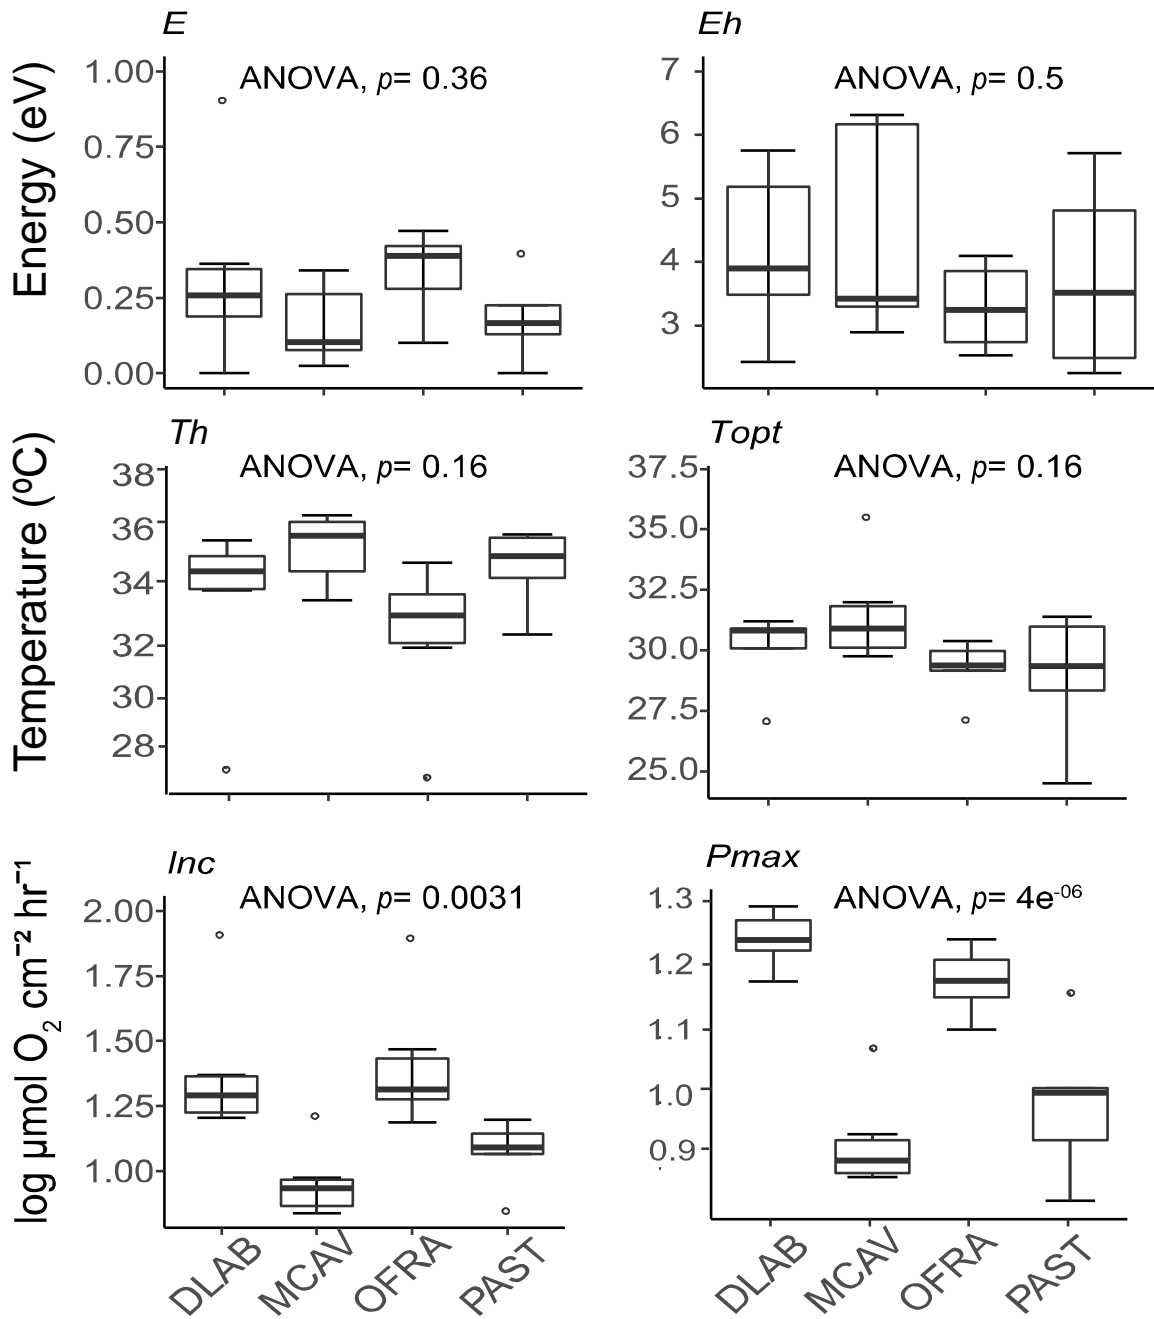 E
Eh
Energy (eV)
ANOVA, p= 0.36
1.00
0.75
0.50
0.25
0.00
ANOVA, p= 0.5
7
6
5
4
3
Th
Topt
Temperature (ºC)
ANOVA, p= 0.16
38
36
34
32
30
28
ANOVA, p= 0.16
37.5
35.0
32.5
30.0
27.5
25.0
Inc
Pmax
log µmol O₂ cm⁻² hr⁻¹
ANOVA, p= 0.0031
2.00
1.75
1.50
1.25
1.00
ANOVA, p= 4e⁻⁰⁶
1.3
1.2
1.1
1.0
0.9
DLAB MCAV OFRA PAST
DLAB MCAV OFRA PAST